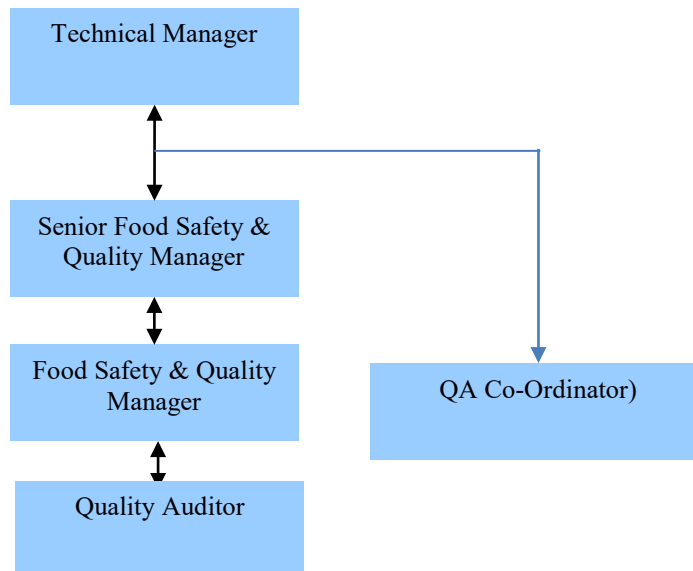 Technical Manager
Senior Food Safety &
Quality Manager
Food Safety & Quality
Manager
QA Co-Ordinator)
Quality Auditor